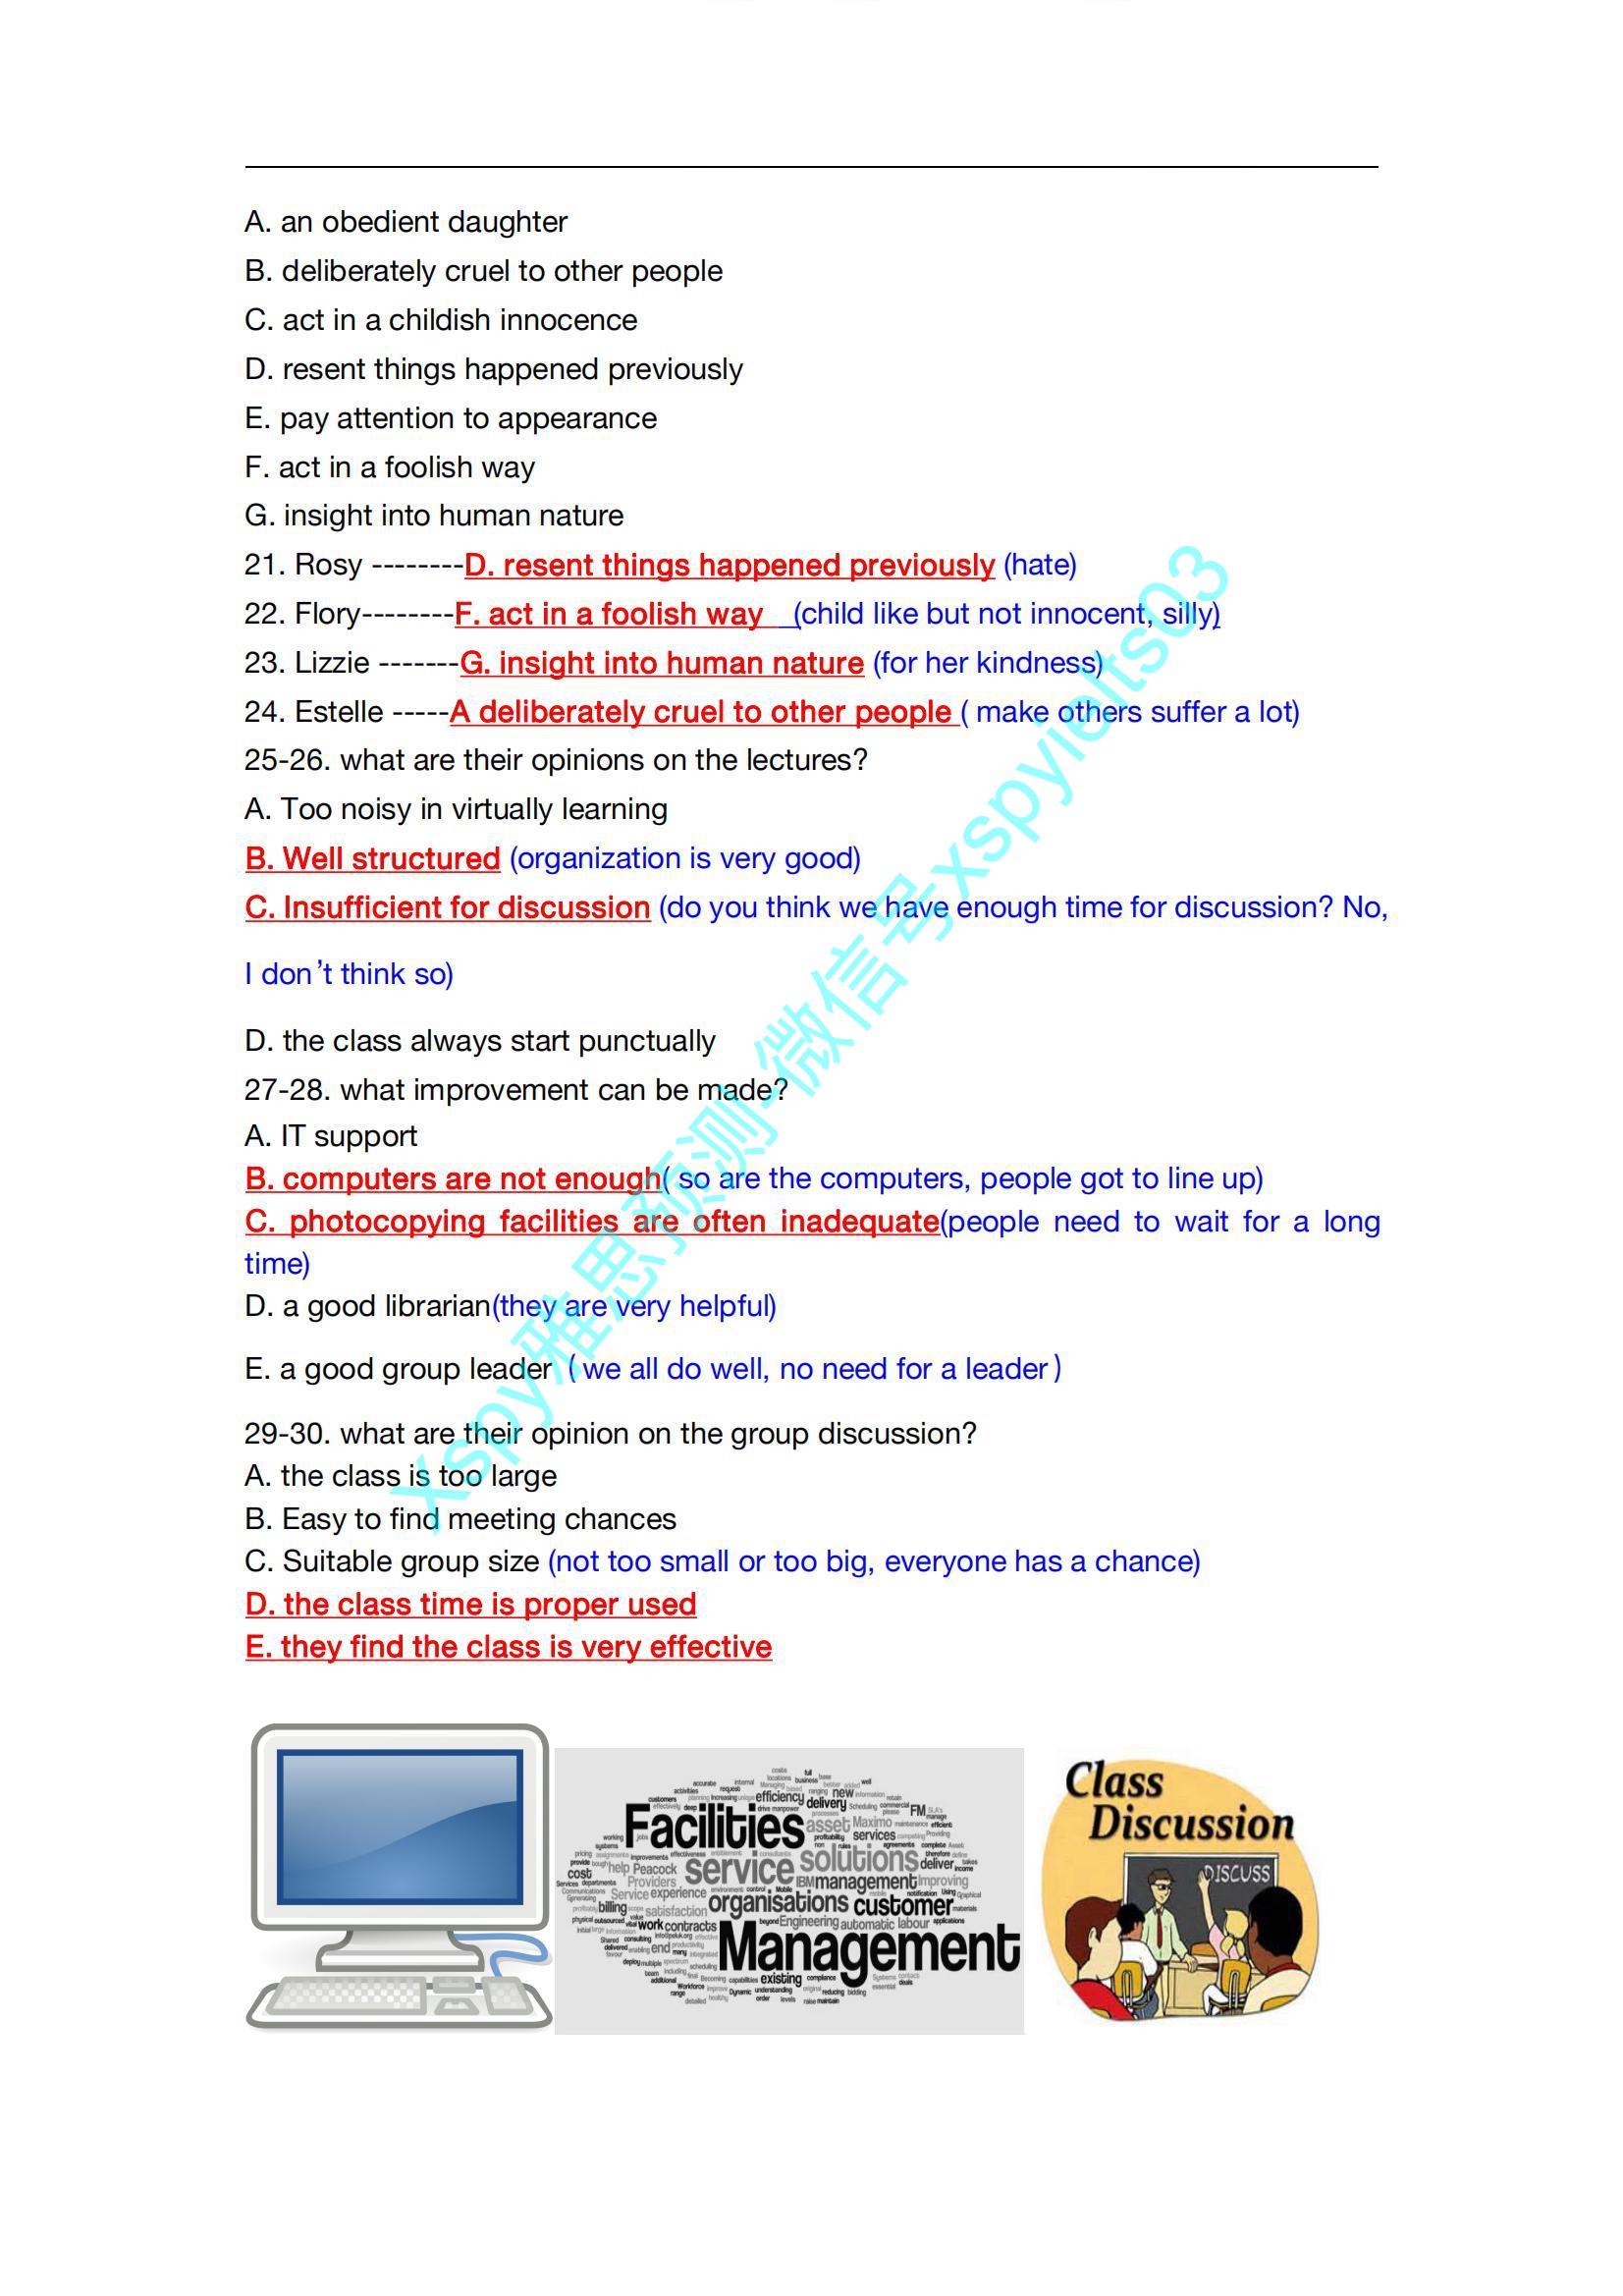 A. an obedient daughter
B. deliberately cruel to other people
C. act in a childish innocence
D. resent things happened previously
E. pay attention to appearance
F. act in a foolish way
G. insight into human nature
21. Rosy --------D. resent things happened previously (hate)
22. Flory--------F. act in a foolish way (child like but not innocent, silly)
23. Lizzie -------G. insight into human nature (for her kindness)
24. Estelle -----A deliberately cruel to other people ( make others suffer a lot)
25-26. what are their opinions on the lectures?
A. Too noisy in virtually learning
B. Well structured (organization is very good)
C. Insufficient for discussion (do you think we have enough time for discussion? No,
I don't think so)
D. the class always start punctually
27-28. what improvement can be made?
A. IT support
B. computers are not enough( so are the computers, people got to line up)
C. photocopying facilities are often inadequate(people need to wait for a long
time)
D. a good librarian(they are very helpful)
E. a good group leader（we all do well, no need for a leader）
29-30. what are their opinion on the group discussion?
A. the class is too large
B. Easy to find meeting chances
C. Suitable group size (not too small or too big, everyone has a chance)
D. the class time is proper used
E. they find the class is very effective
Xspy雅思预测-微信号xspyielts03
Facilities
efficiency delivery new FM
asset Maximo
services
service solutions deliver
cost help Peacock
Providers IBM management improving
Service experience organisations customer
billing satisfaction
work contracts Engineering automatic labour
Management
end existing
Class
Discussion
DISCUSS